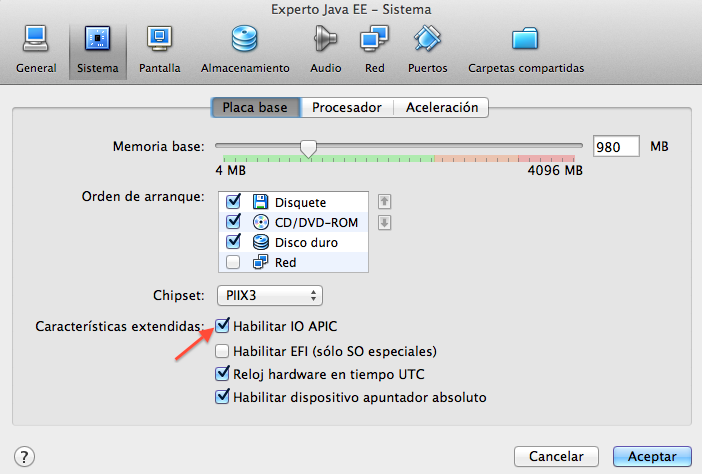 Experto Java EE – Sistema
General Sistema Pantalla Almacenamiento Audio Red Puertos Carpetas compartidas
Placa base Procesador Aceleración
Memoria base: 980 MB
4 MB 4096 MB
Orden de arranque: Disquete
CD/DVD-ROM
Disco duro
Red
Chipset: PIIX3
Características extendidas: Habilitar IO APIC
Habilitar EFI (sólo SO especiales)
Reloj hardware en tiempo UTC
Habilitar dispositivo apuntador absoluto
? Cancelar Aceptar